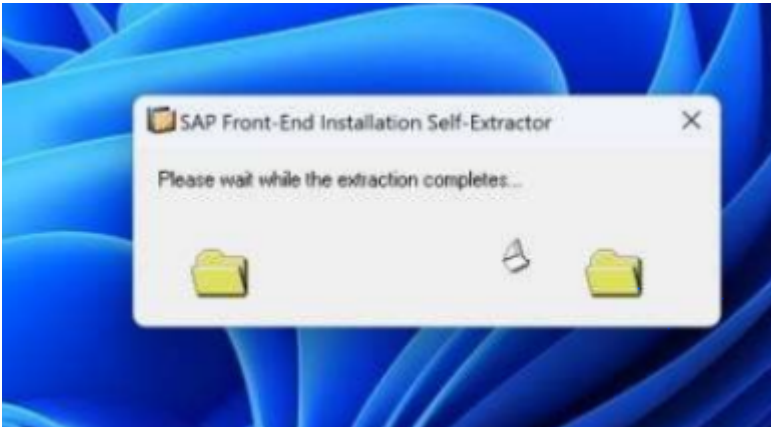 SAP Front-End Installation Self-Extractor
Please wait while the extraction completes...